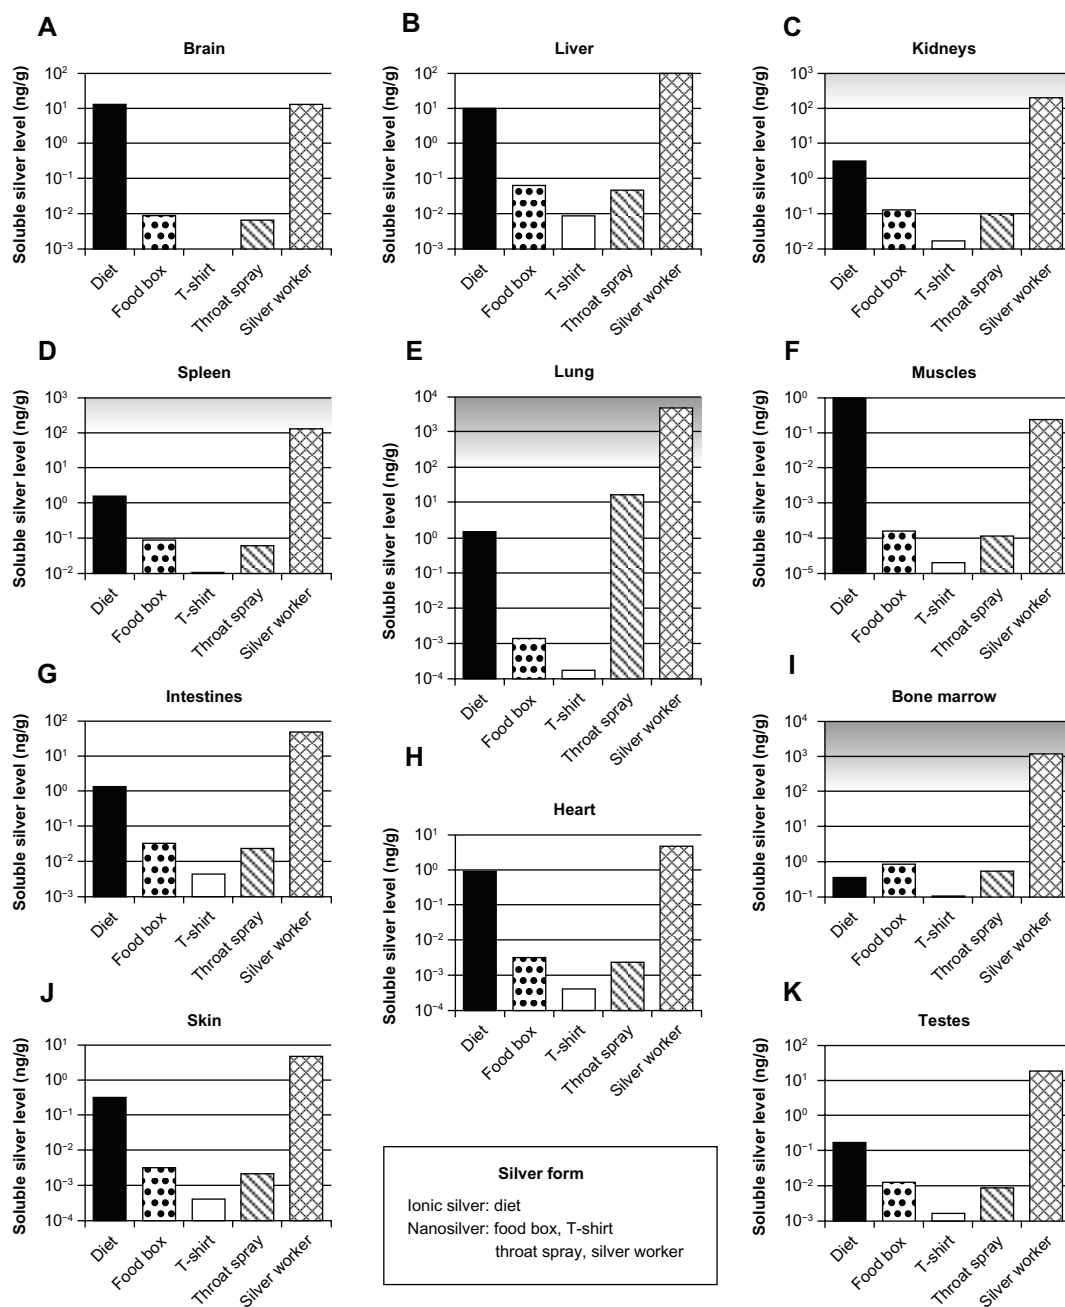 A
Brain
Soluble silver level (ng/g)
10²
10¹
10⁰
10⁻¹
10⁻²
10⁻³
Diet
Food box
T-shirt
Throat spray
Silver worker
B
Liver
Soluble silver level (ng/g)
10²
10¹
10⁰
10⁻¹
10⁻²
10⁻³
Diet
Food box
T-shirt
Throat spray
Silver worker
C
Kidneys
Soluble silver level (ng/g)
10³
10²
10¹
10⁰
10⁻¹
10⁻²
Diet
Food box
T-shirt
Throat spray
Silver worker
D
Spleen
Soluble silver level (ng/g)
10³
10²
10¹
10⁰
10⁻¹
10⁻²
Diet
Food box
T-shirt
Throat spray
Silver worker
E
Lung
Soluble silver level (ng/g)
10⁴
10³
10²
10¹
10⁰
10⁻¹
10⁻²
10⁻³
10⁻⁴
Diet
Food box
T-shirt
Throat spray
Silver worker
F
Muscles
Soluble silver level (ng/g)
10⁰
10⁻¹
10⁻²
10⁻³
10⁻⁴
10⁻⁵
Diet
Food box
T-shirt
Throat spray
Silver worker
G
Intestines
Soluble silver level (ng/g)
10²
10¹
10⁰
10⁻¹
10⁻²
10⁻³
Diet
Food box
T-shirt
Throat spray
Silver worker
H
Heart
Soluble silver level (ng/g)
10¹
10⁰
10⁻¹
10⁻²
10⁻³
10⁻⁴
Diet
Food box
T-shirt
Throat spray
Silver worker
I
Bone marrow
Soluble silver level (ng/g)
10⁴
10³
10²
10¹
10⁰
10⁻¹
Diet
Food box
T-shirt
Throat spray
Silver worker
J
Skin
Soluble silver level (ng/g)
10¹
10⁰
10⁻¹
10⁻²
10⁻³
10⁻⁴
Diet
Food box
T-shirt
Throat spray
Silver worker
K
Testes
Soluble silver level (ng/g)
10²
10¹
10⁰
10⁻¹
10⁻²
10⁻³
Diet
Food box
T-shirt
Throat spray
Silver worker
Silver form
Ionic silver: diet
Nanosilver: food box, T-shirt
throat spray, silver worker